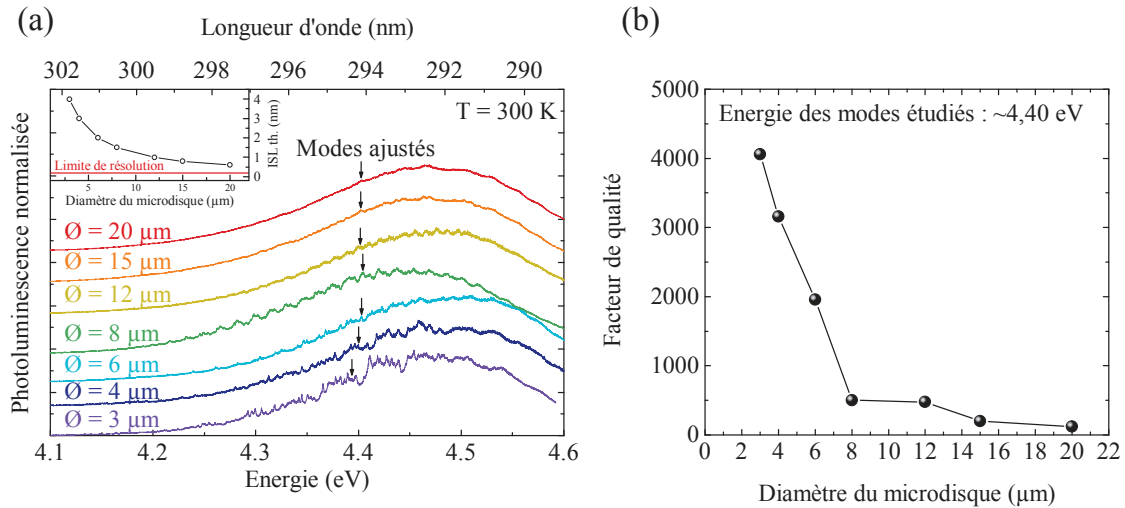 (a)
Longueur d'onde (nm)
302 300 298 296 294 292 290
Photoluminescence normalisée
T = 300 K
4
3
2
1
0
ISL th. (nm)
Limite de résolution
5 10 15 20
Diamètre du microdisque (µm)
Modes ajustés
Ø = 20 µm
Ø = 15 µm
Ø = 12 µm
Ø = 8 µm
Ø = 6 µm
Ø = 4 µm
Ø = 3 µm
4.1 4.2 4.3 4.4 4.5 4.6
Energie (eV)
(b)
Energie des modes étudiés : ~4,40 eV
Facteur de qualité
5000
4000
3000
2000
1000
0
0 2 4 6 8 10 12 14 16 18 20 22
Diamètre du microdisque (µm)